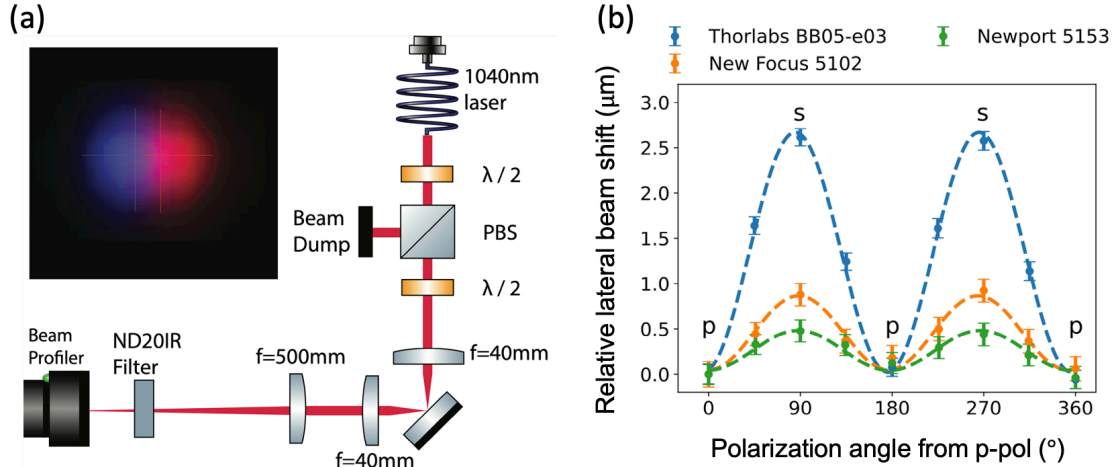 (a)
1040nm
laser
λ / 2
Beam
Dump
PBS
λ / 2
f=40mm
Beam
Profiler
ND20IR
Filter
f=500mm
f=40mm
(b)
Thorlabs BB05-e03
Newport 5153
New Focus 5102
Relative lateral beam shift (μm)
3.0
2.5
2.0
1.5
1.0
0.5
0.0
s
s
p
p
p
0
90
180
270
360
Polarization angle from p-pol (°)